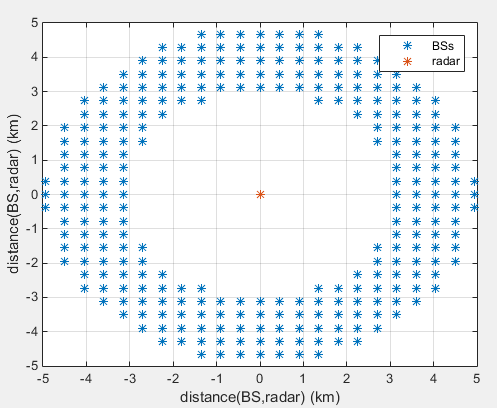 5
4
3
2
1
0
-1
-2
-3
-4
-5
distance(BS,radar) (km)
BSs
radar
-5 -4 -3 -2 -1 0 1 2 3 4 5
distance(BS,radar) (km)